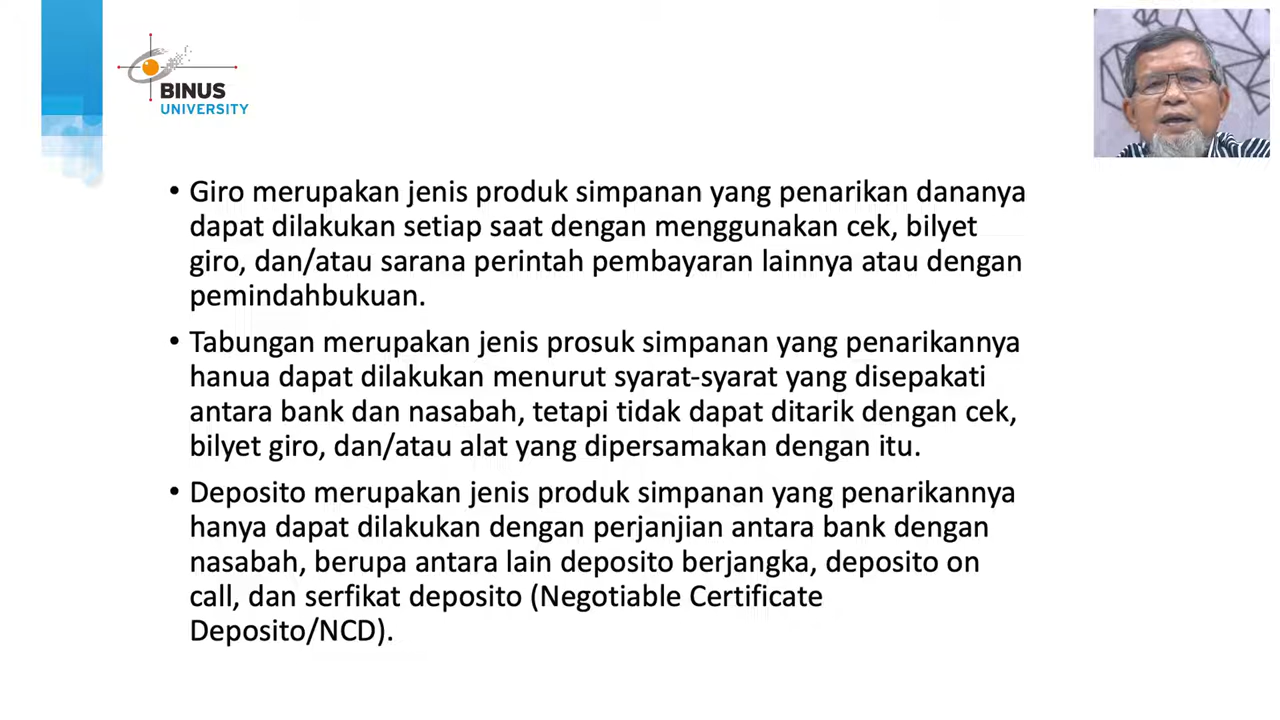 BINUS
UNIVERSITY
• Giro merupakan jenis produk simpanan yang penarikan dananya
dapat dilakukan setiap saat dengan menggunakan cek, bilyet
giro, dan/atau sarana perintah pembayaran lainnya atau dengan
pemindahbukuan.
• Tabungan merupakan jenis prosuk simpanan yang penarikannya
hanua dapat dilakukan menurut syarat-syarat yang disepakati
antara bank dan nasabah, tetapi tidak dapat ditarik dengan cek,
bilyet giro, dan/atau alat yang dipersamakan dengan itu.
• Deposito merupakan jenis produk simpanan yang penarikannya
hanya dapat dilakukan dengan perjanjian antara bank dengan
nasabah, berupa antara lain deposito berjangka, deposito on
call, dan serfikat deposito (Negotiable Certificate
Deposito/NCD).